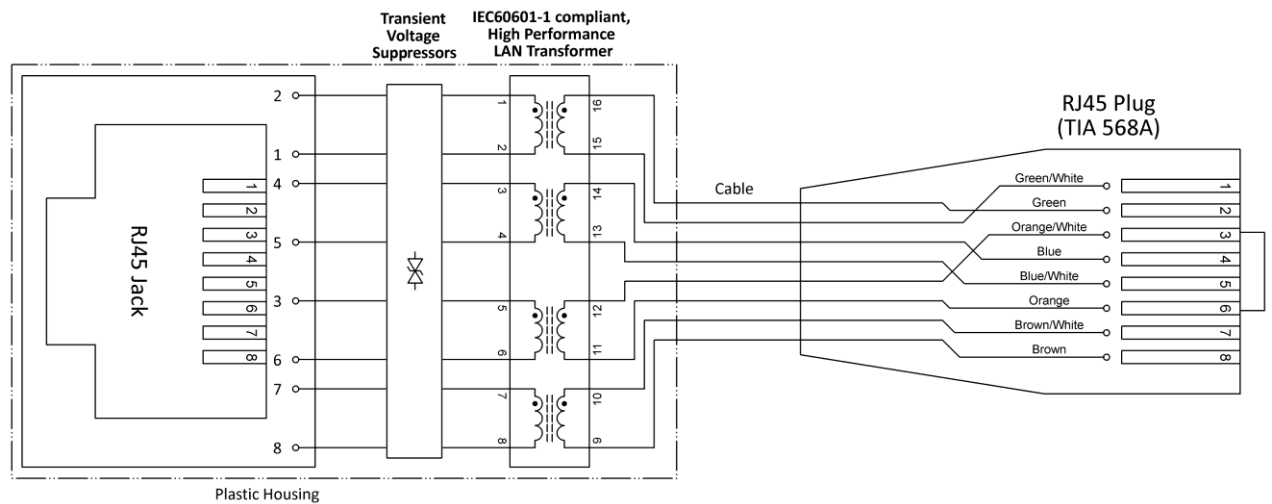 Transient
Voltage
Suppressors
IEC60601-1 compliant,
High Performance
LAN Transformer
RJ45 Plug
(TIA 568A)
2
1
4
5
3
6
7
8
RJ45 Jack
1
2
3
4
5
6
7
8
1
2
3
4
5
6
7
8
16
15
14
13
12
11
10
9
Cable
Green/White
Green
Orange/White
Blue
Blue/White
Orange
Brown/White
Brown
1
2
3
4
5
6
7
8
Plastic Housing